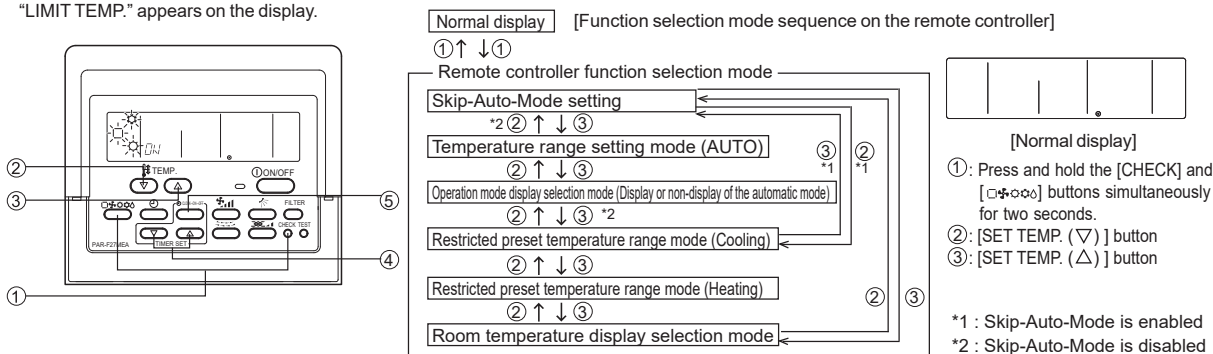 “LIMIT TEMP.” appears on the display.
ON
TEMP.
ON/OFF
FILTER
CHECK TEST
PAR-F27MEA
TIMER SET
②
③
①
⑤
④
Normal display [Function selection mode sequence on the remote controller]
①↑ ↓①
Remote controller function selection mode
Skip-Auto-Mode setting
*2 ② ↑ ↓ ③
Temperature range setting mode (AUTO)
② ↑ ↓ ③
Operation mode display selection mode (Display or non-display of the automatic mode)
② ↑ ↓ ③ *2
Restricted preset temperature range mode (Cooling)
② ↑ ↓ ③
Restricted preset temperature range mode (Heating)
② ↑ ↓ ③
Room temperature display selection mode
③ ②
*1 *1
② ③
[Normal display]
①: Press and hold the [CHECK] and
[ ] buttons simultaneously
for two seconds.
②: [SET TEMP. (▽) ] button
③: [SET TEMP. (△) ] button
*1 : Skip-Auto-Mode is enabled
*2 : Skip-Auto-Mode is disabled